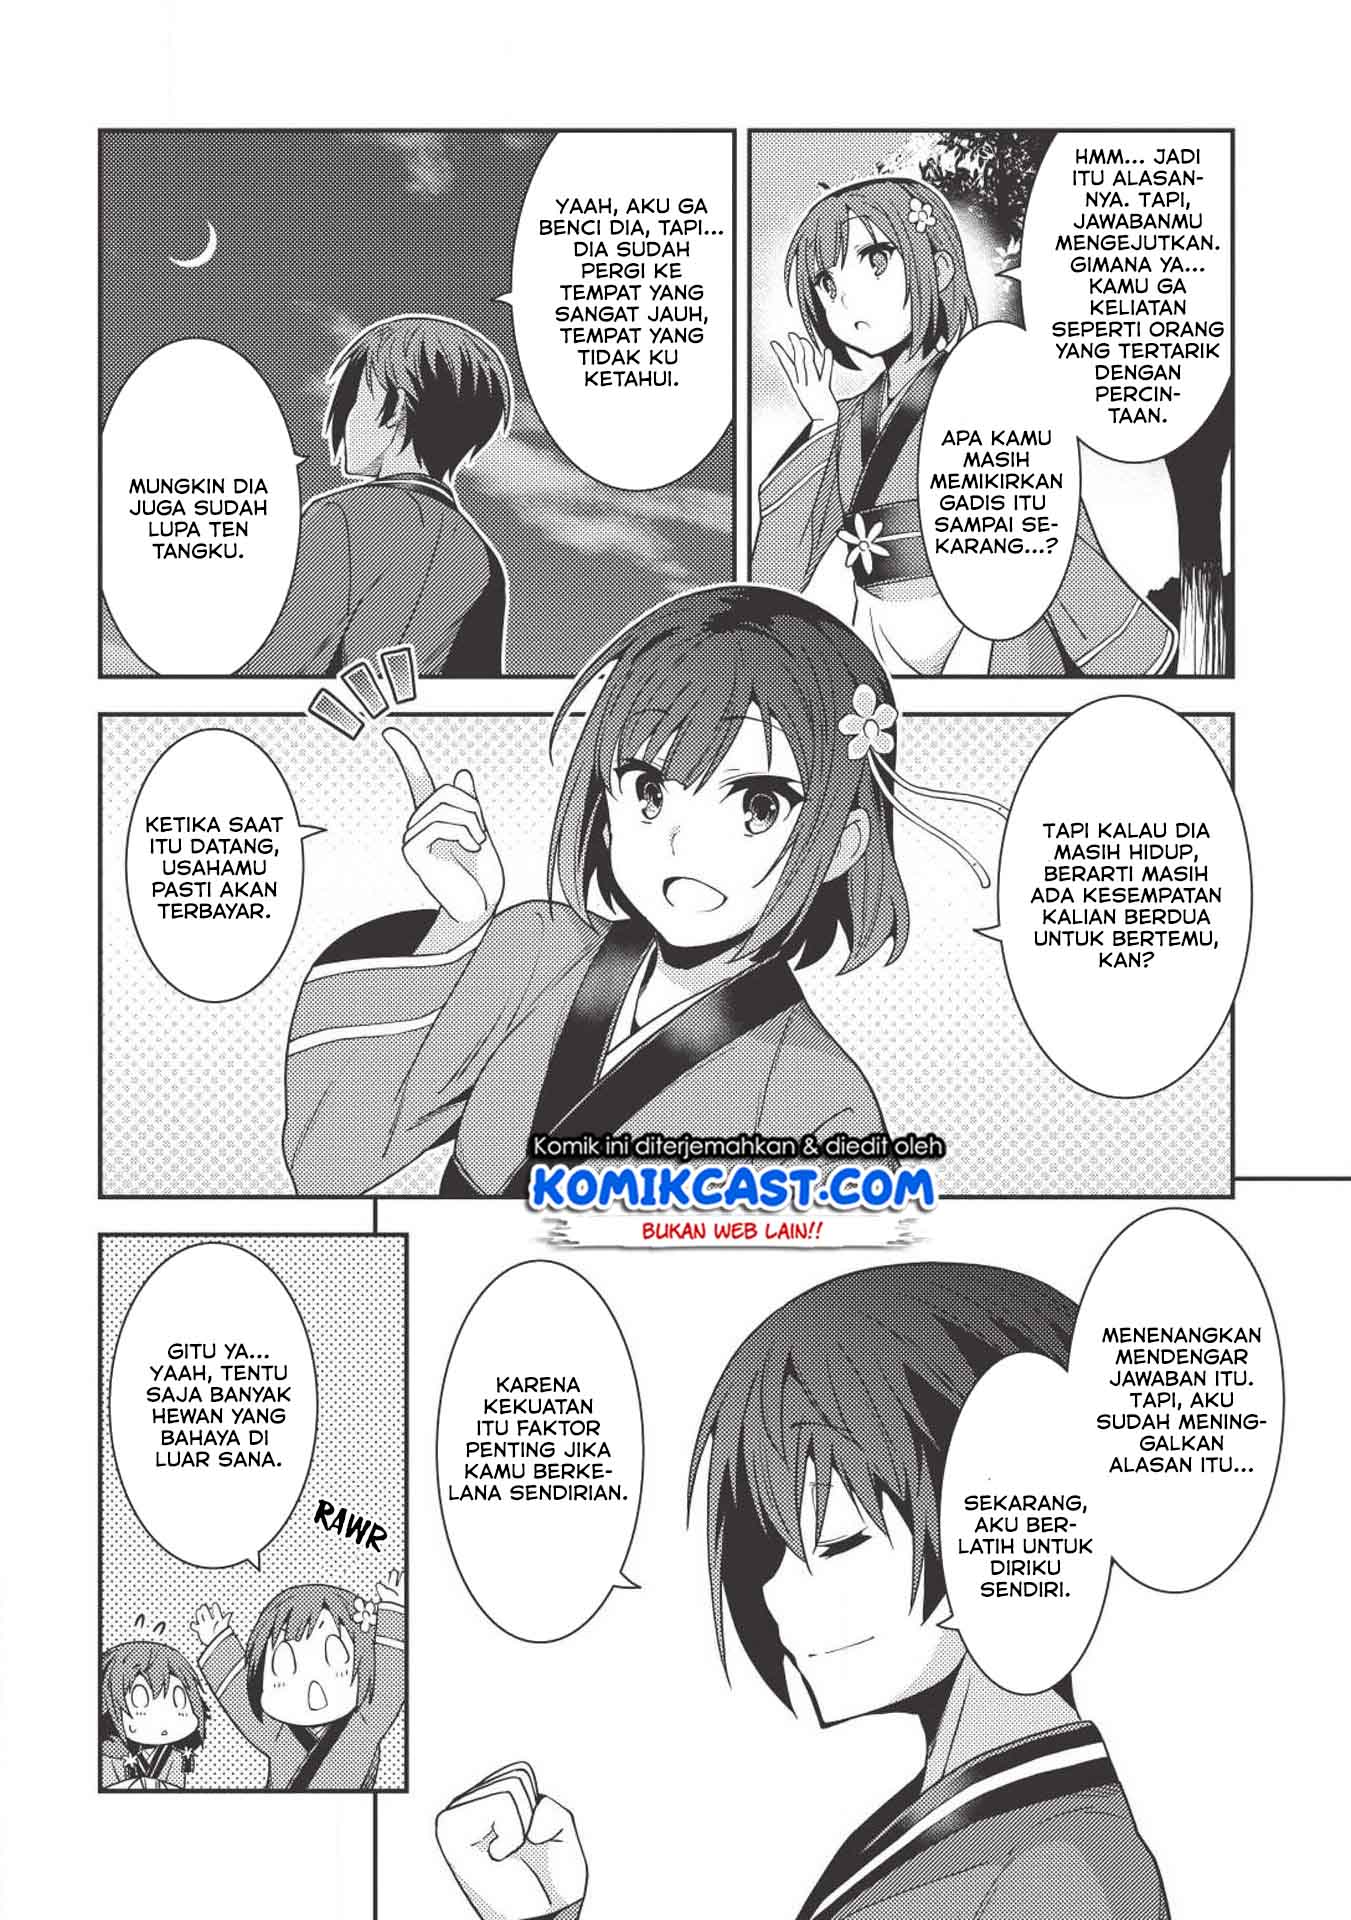 HMM... JADI
ITU ALASAN-
NYA. TAPI,
JAWABANMU
MENGEJUTKAN.
GIMANA YA...
KAMU GA
KELIATAN
SEPERTI ORANG
YANG TERTARIK
DENGAN
PERCIN-
TAAN.
APA KAMU
MASIH
MEMIKIRKAN
GADIS ITU
SAMPAI SE-
KARANG...?
YAAH, AKU GA
BENCI DIA, TAPI...
DIA SUDAH
PERGI KE
TEMPAT YANG
SANGAT JAUH,
TEMPAT YANG
TIDAK KU
KETAHUI.
MUNGKIN DIA
JUGA SUDAH
LUPA TEN
TANGKU.
TAPI KALAU DIA
MASIH HIDUP,
BERARTI MASIH
ADA KESEMPATAN
KALIAN BERDUA
UNTUK BERTEMU,
KAN?
KETIKA SAAT
ITU DATANG,
USAHAMU
PASTI AKAN
TERBAYAR.
Komik ini diterjemahkan & diedit oleh
KOMIKCAST.COM
BUKAN WEB LAIN!!
MENENANGKAN
MENDENGAR
JAWABAN ITU.
TAPI, AKU
SUDAH MENING-
GALKAN
ALASAN ITU...
SEKARANG,
AKU BER-
LATIH UNTUK
DIRIKU
SENDIRI.
KARENA
KEKUATAN
ITU FAKTOR
PENTING JIKA
KAMU BERKE-
LANA SENDIRIAN.
GITU YA...
YAAH, TENTU
SAJA BANYAK
HEWAN YANG
BAHAYA DI
LUAR SANA.
RAWR